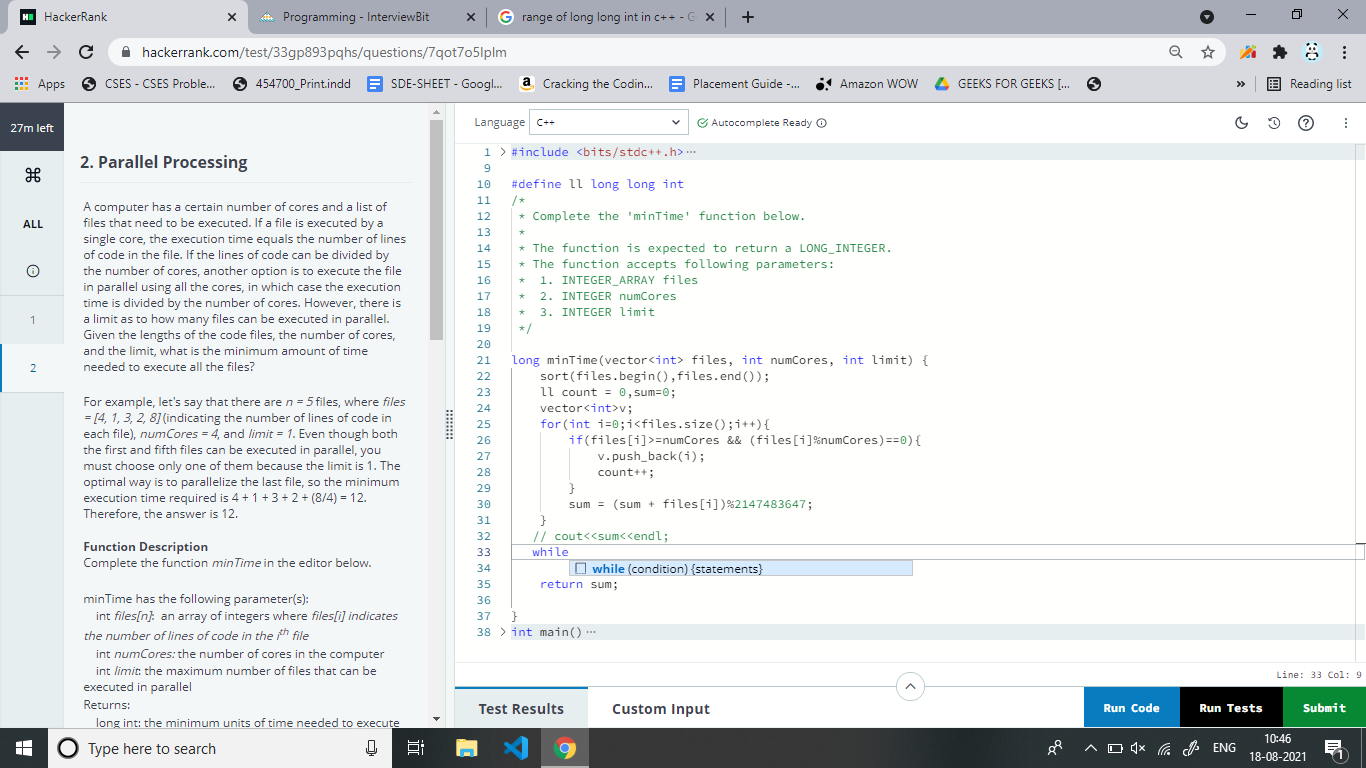 HackerRank
Programming - InterviewBit
range of long long int in c++ - G
hackerrank.com/test/33gp893pqhs/questions/7qot7o5lplm
Apps
CSES - CSES Proble...
454700_Print.indd
SDE-SHEET - Googl...
Cracking the Codin...
Placement Guide -...
Amazon WOW
GEEKS FOR GEEKS [...
»
Reading list
27m left
ALL
1
2
2. Parallel Processing
A computer has a certain number of cores and a list of
files that need to be executed. If a file is executed by a
single core, the execution time equals the number of lines
of code in the file. If the lines of code can be divided by
the number of cores, another option is to execute the file
in parallel using all the cores, in which case the execution
time is divided by the number of cores. However, there is
a limit as to how many files can be executed in parallel.
Given the lengths of the code files, the number of cores,
and the limit, what is the minimum amount of time
needed to execute all the files?
For example, let's say that there are n = 5 files, where files
= [4, 1, 3, 2, 8] (indicating the number of lines of code in
each file), numCores = 4, and limit = 1. Even though both
the first and fifth files can be executed in parallel, you
must choose only one of them because the limit is 1. The
optimal way is to parallelize the last file, so the minimum
execution time required is 4 + 1 + 3 + 2 + (8/4) = 12.
Therefore, the answer is 12.
Function Description
Complete the function minTime in the editor below.
minTime has the following parameter(s):
int files[n]: an array of integers where files[i] indicates
the number of lines of code in the ith file
int numCores: the number of cores in the computer
int limit: the maximum number of files that can be
executed in parallel
Returns:
long int: the minimum units of time needed to execute
Language
C++
Autocomplete Ready
1 #include <bits/stdc++.h>
9
10 #define ll long long int
11 /*
12 * Complete the 'minTime' function below.
13 *
14 * The function is expected to return a LONG_INTEGER.
15 * The function accepts following parameters:
16 * 1. INTEGER_ARRAY files
17 * 2. INTEGER numCores
18 * 3. INTEGER limit
19 */
20
21 long minTime(vector<int> files, int numCores, int limit) {
22 sort(files.begin(),files.end());
23 ll count = 0,sum=0;
24 vector<int>v;
25 for(int i=0;i<files.size();i++){
26 if(files[i]>=numCores && (files[i]%numCores)==0){
27 v.push_back(i);
28 count++;
29 }
30 sum = (sum + files[i])%2147483647;
31 }
32 // cout<<sum<<endl;
33 while
34 while (condition) {statements}
35 return sum;
36
37 }
38 int main()
Line: 33 Col: 9
Test Results
Custom Input
Run Code
Run Tests
Submit
Type here to search
ENG
10:46
18-08-2021
1